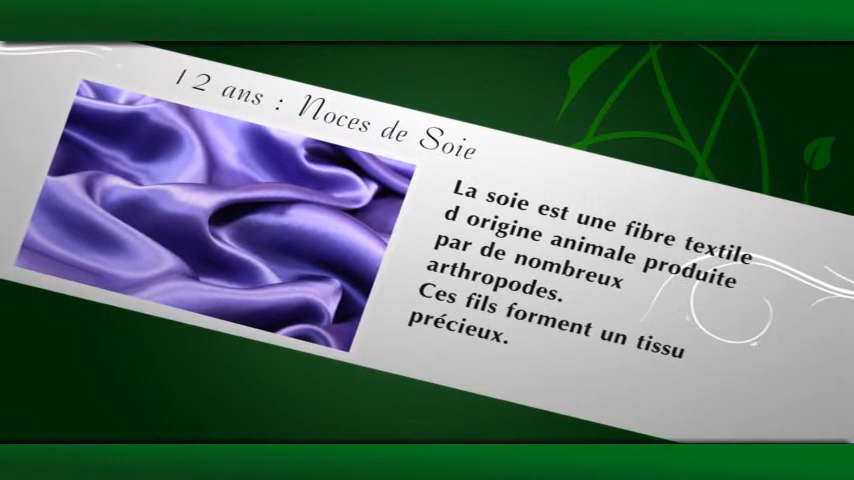 12 ans : Noces de Soie
La soie est une fibre textile
d origine animale produite
par de nombreux
arthropodes.
Ces fils forment un tissu
précieux.